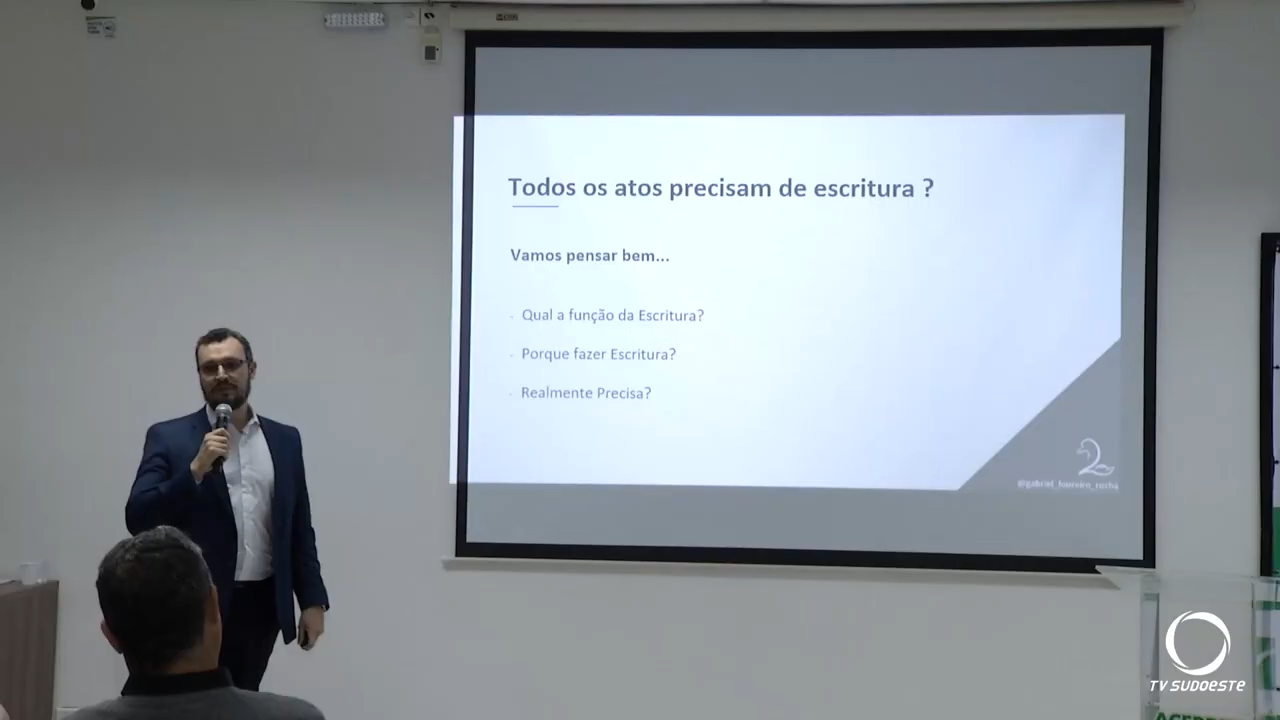 Todos os atos precisam de escritura ?
Vamos pensar bem...
- Qual a função da Escritura?
- Porque fazer Escritura?
- Realmente Precisa?
@gabriel_loureiro_rocha
TV SUDOESTE